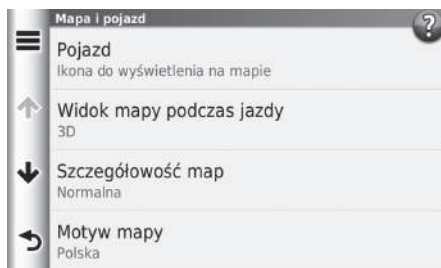 Mapa i pojazd
?
Pojazd
Ikona do wyświetlenia na mapie
Widok mapy podczas jazdy
3D
Szczegółowość map
Normalna
Motyw mapy
Polska